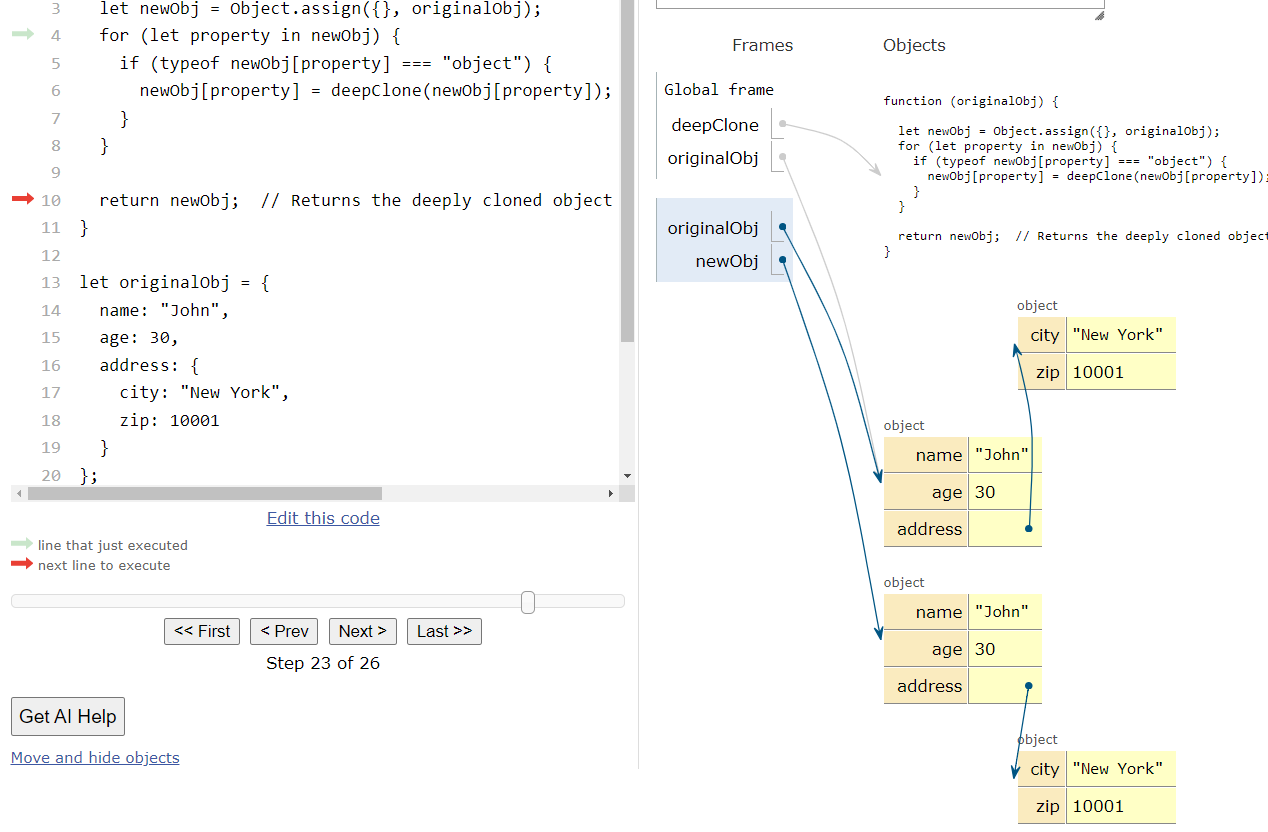 3 let newObj = Object.assign({}, originalObj);
4 for (let property in newObj) {
5 if (typeof newObj[property] === "object") {
6 newObj[property] = deepClone(newObj[property]);
7 }
8 }
9
10 return newObj;  // Returns the deeply cloned object
11 }
12
13 let originalObj = {
14 name: "John",
15 age: 30,
16 address: {
17 city: "New York",
18 zip: 10001
19 }
20 };
Edit this code
line that just executed
next line to execute
<< First < Prev Next > Last >>
Step 23 of 26
Get AI Help
Move and hide objects
Frames Objects
Global frame
deepClone
originalObj
originalObj
newObj
function (originalObj) {
let newObj = Object.assign({}, originalObj);
for (let property in newObj) {
if (typeof newObj[property] === "object") {
newObj[property] = deepClone(newObj[property]);
}
}
return newObj;  // Returns the deeply cloned object
}
object
city "New York"
zip 10001
object
name "John"
age 30
address
object
name "John"
age 30
address
object
city "New York"
zip 10001